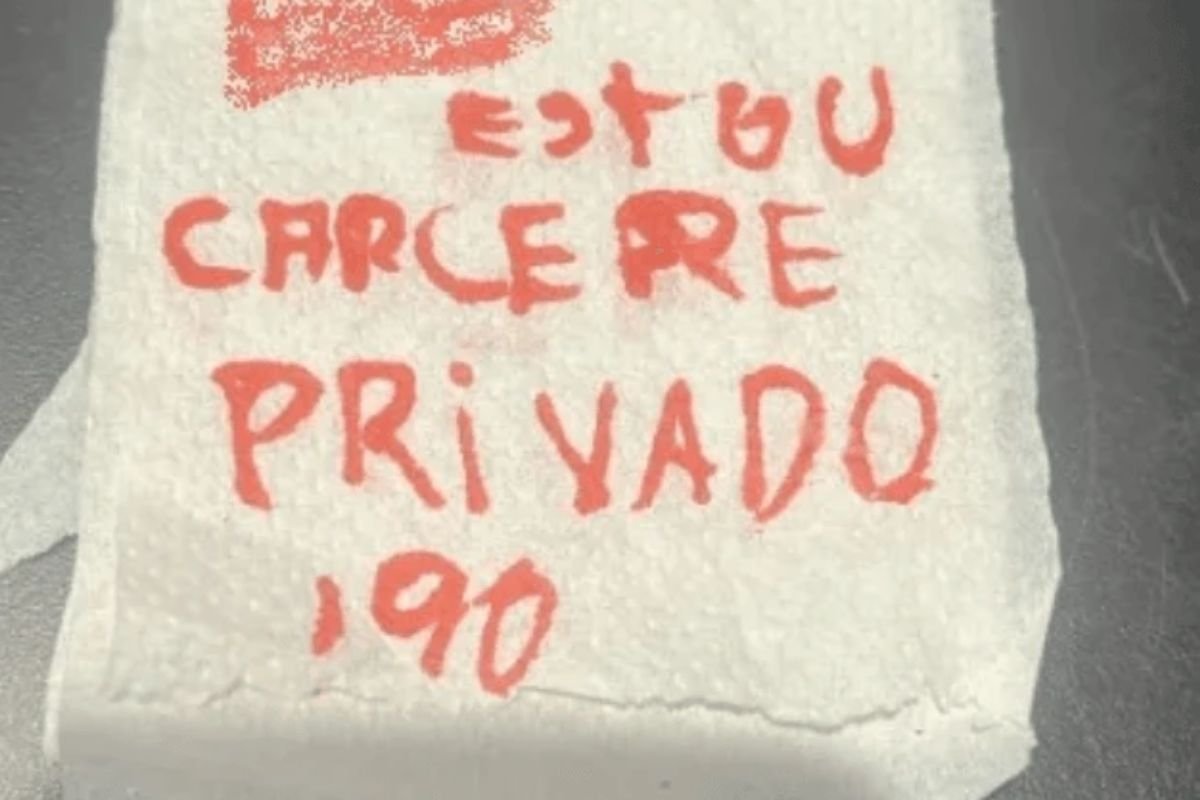 ESTOU
CARCERE
PRiVADO
190